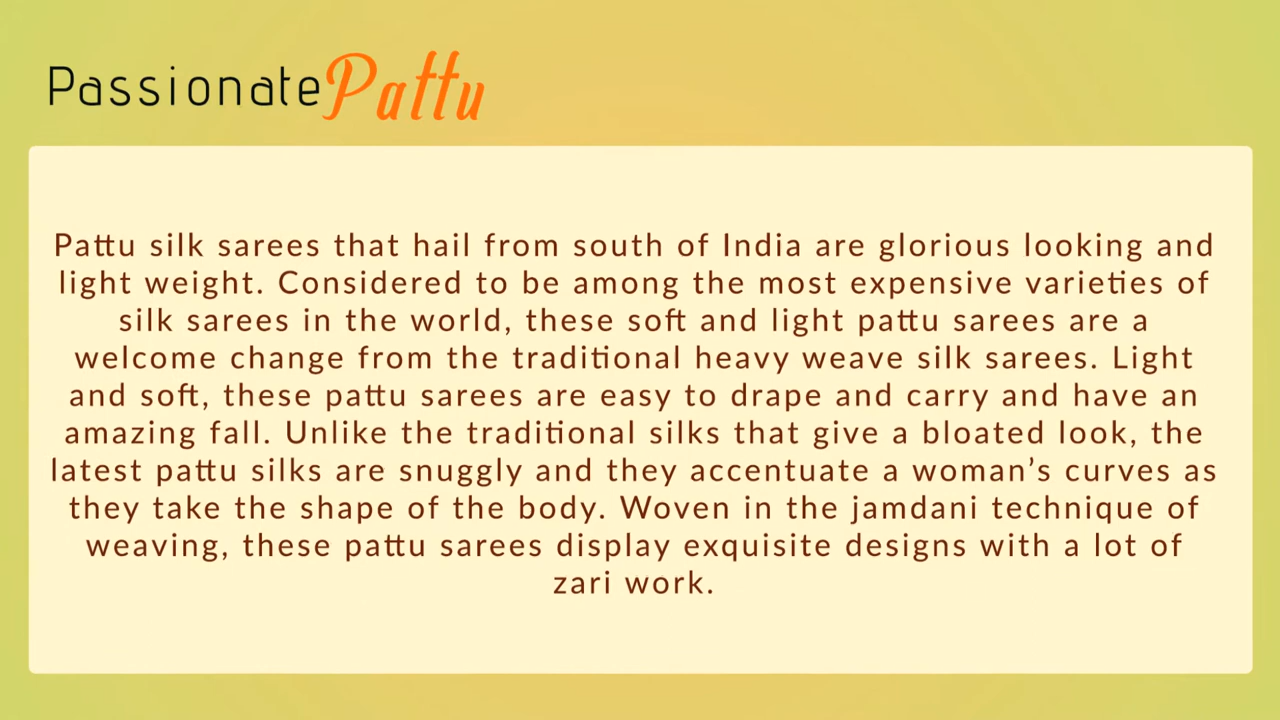 Passionate Pattu
Pattu silk sarees that hail from south of India are glorious looking and
light weight. Considered to be among the most expensive varieties of
silk sarees in the world, these soft and light pattu sarees are a
welcome change from the traditional heavy weave silk sarees. Light
and soft, these pattu sarees are easy to drape and carry and have an
amazing fall. Unlike the traditional silks that give a bloated look, the
latest pattu silks are snuggly and they accentuate a woman’s curves as
they take the shape of the body. Woven in the jamdani technique of
weaving, these pattu sarees display exquisite designs with a lot of
zari work.